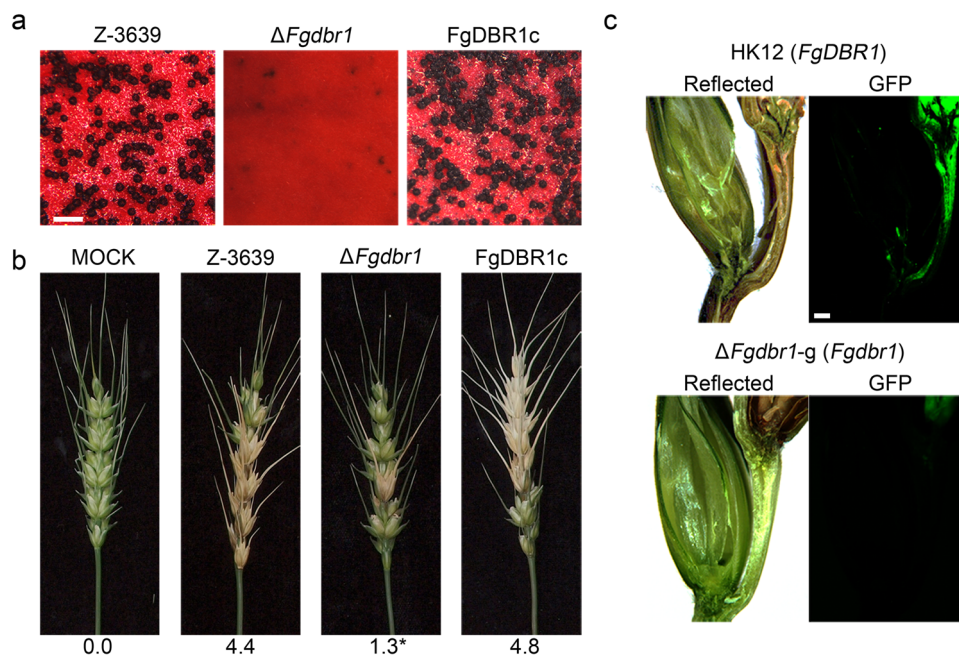 a
Z-3639
ΔFgdbr1
FgDBR1c
b
MOCK
Z-3639
ΔFgdbr1
FgDBR1c
0.0
4.4
1.3*
4.8
c
HK12 (FgDBR1)
Reflected
GFP
ΔFgdbr1-g (Fgdbr1)
Reflected
GFP